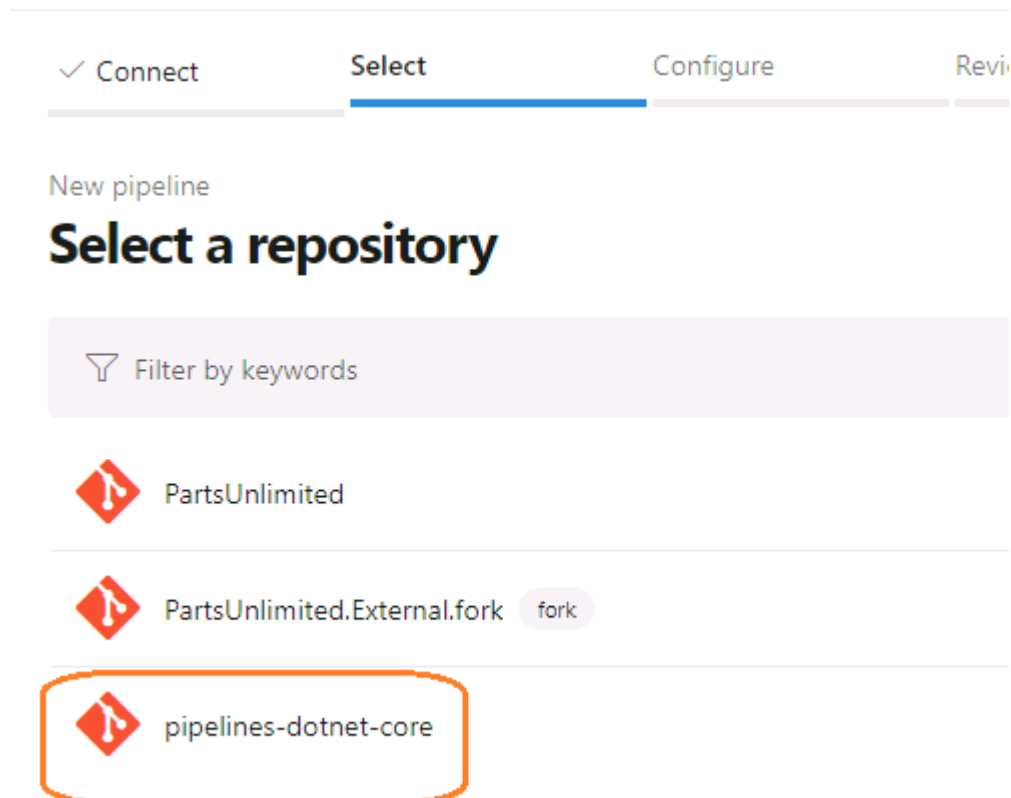 Connect Select Configure Revi
New pipeline
Select a repository
Filter by keywords
PartsUnlimited
PartsUnlimited.External.fork fork
pipelines-dotnet-core